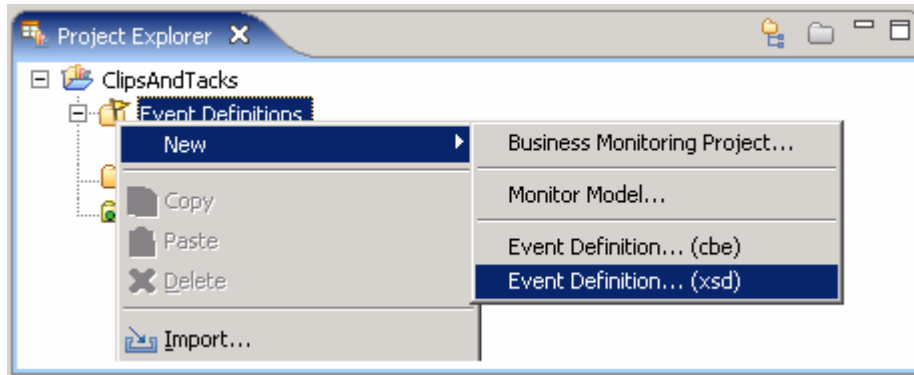 Project Explorer
ClipsAndTacks
Event Definitions
New
Copy
Paste
Delete
Import...
Business Monitoring Project...
Monitor Model...
Event Definition... (cbe)
Event Definition... (xsd)